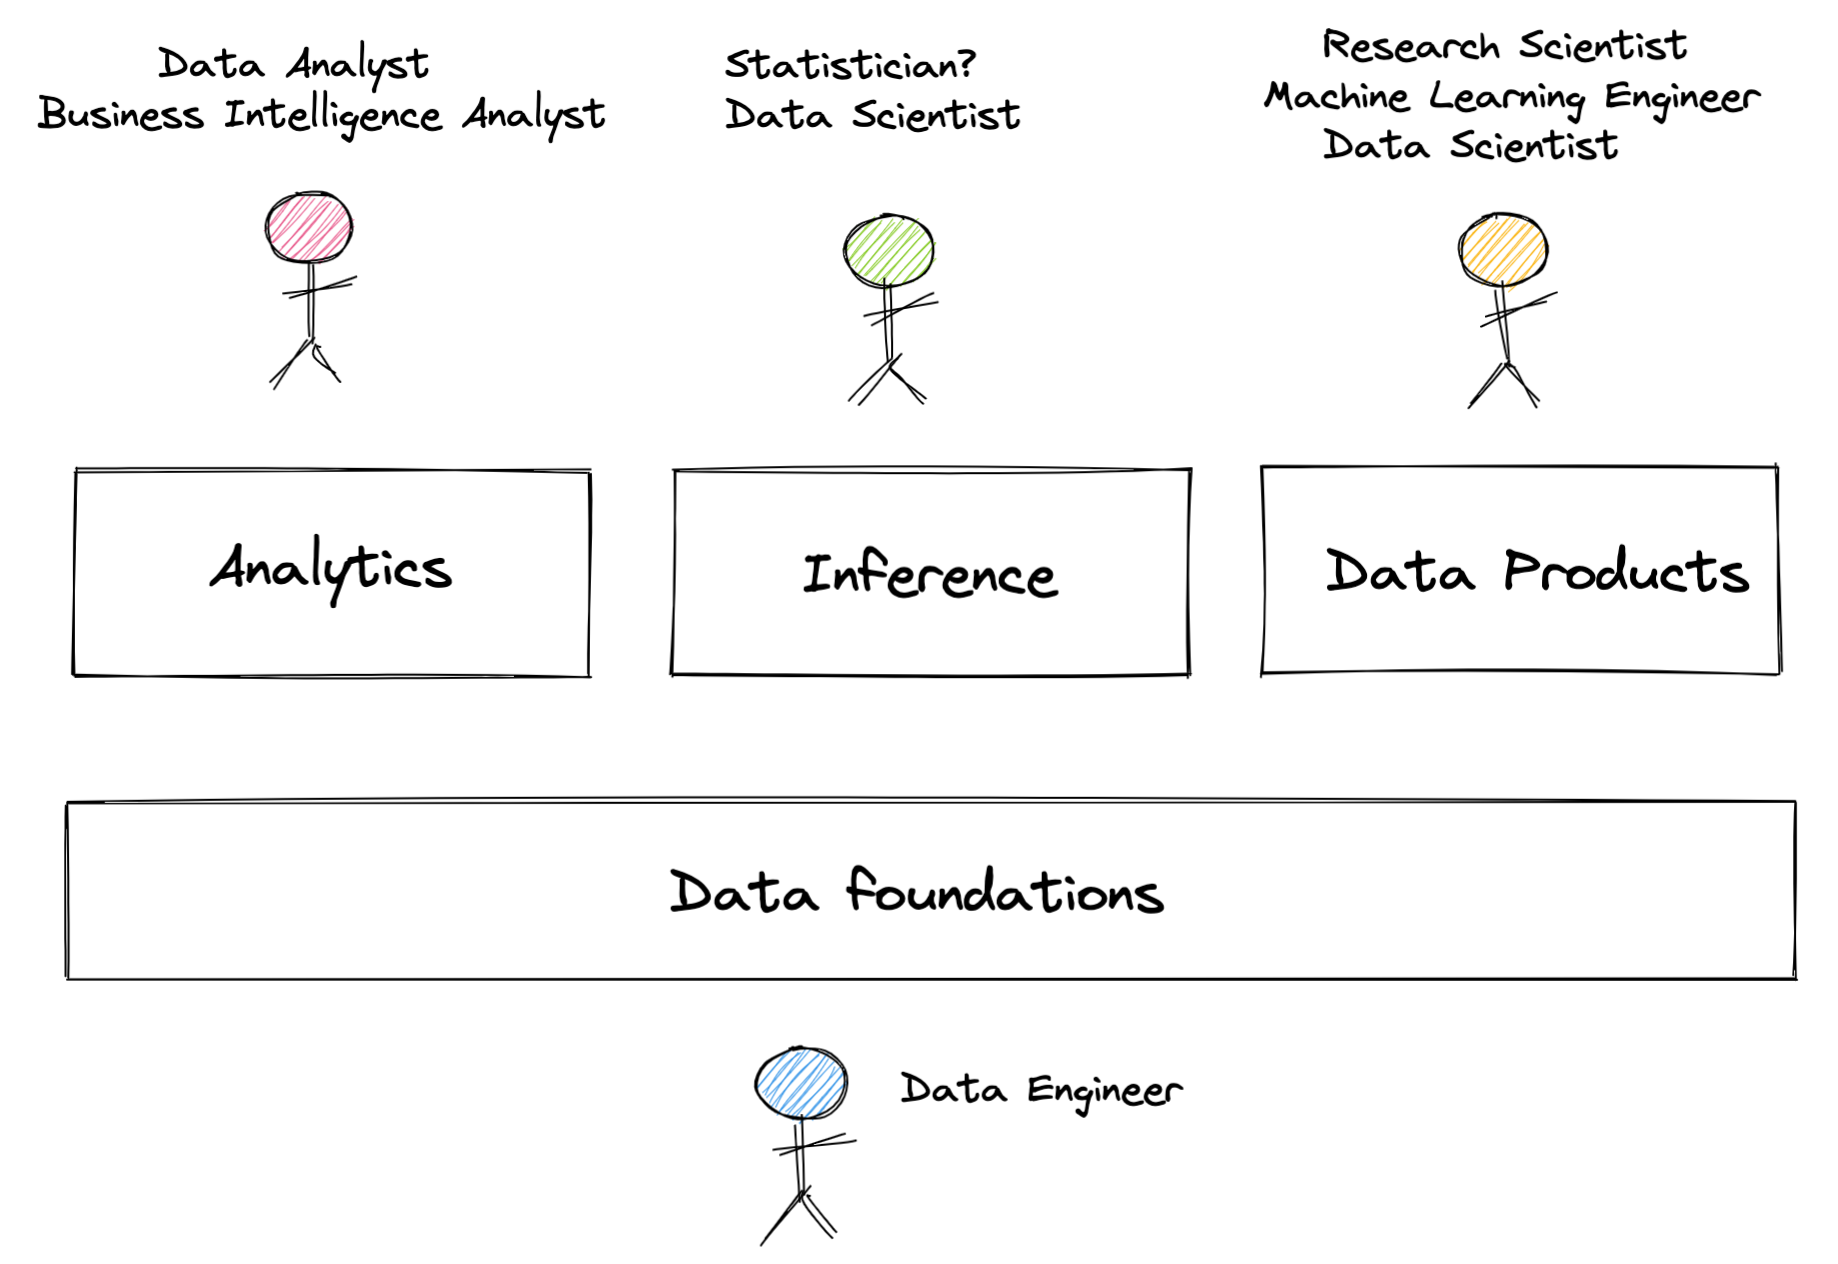 Data Analyst
Business Intelligence Analyst
Statistician?
Data Scientist
Research Scientist
Machine Learning Engineer
Data Scientist
Analytics
Inference
Data Products
Data foundations
Data Engineer